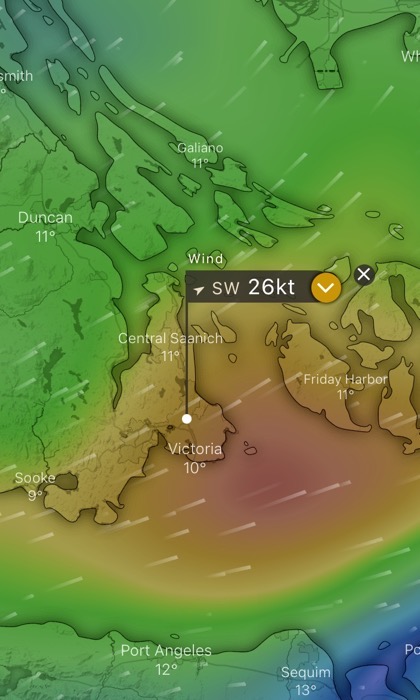 smith
°
Wh
Galiano
11°
Duncan
11°
Wind
SW 26kt
Central Saanich
11°
Friday Harbor
11°
Victoria
10°
Sooke
9°
Port Angeles
12°
Po
Sequim
13°